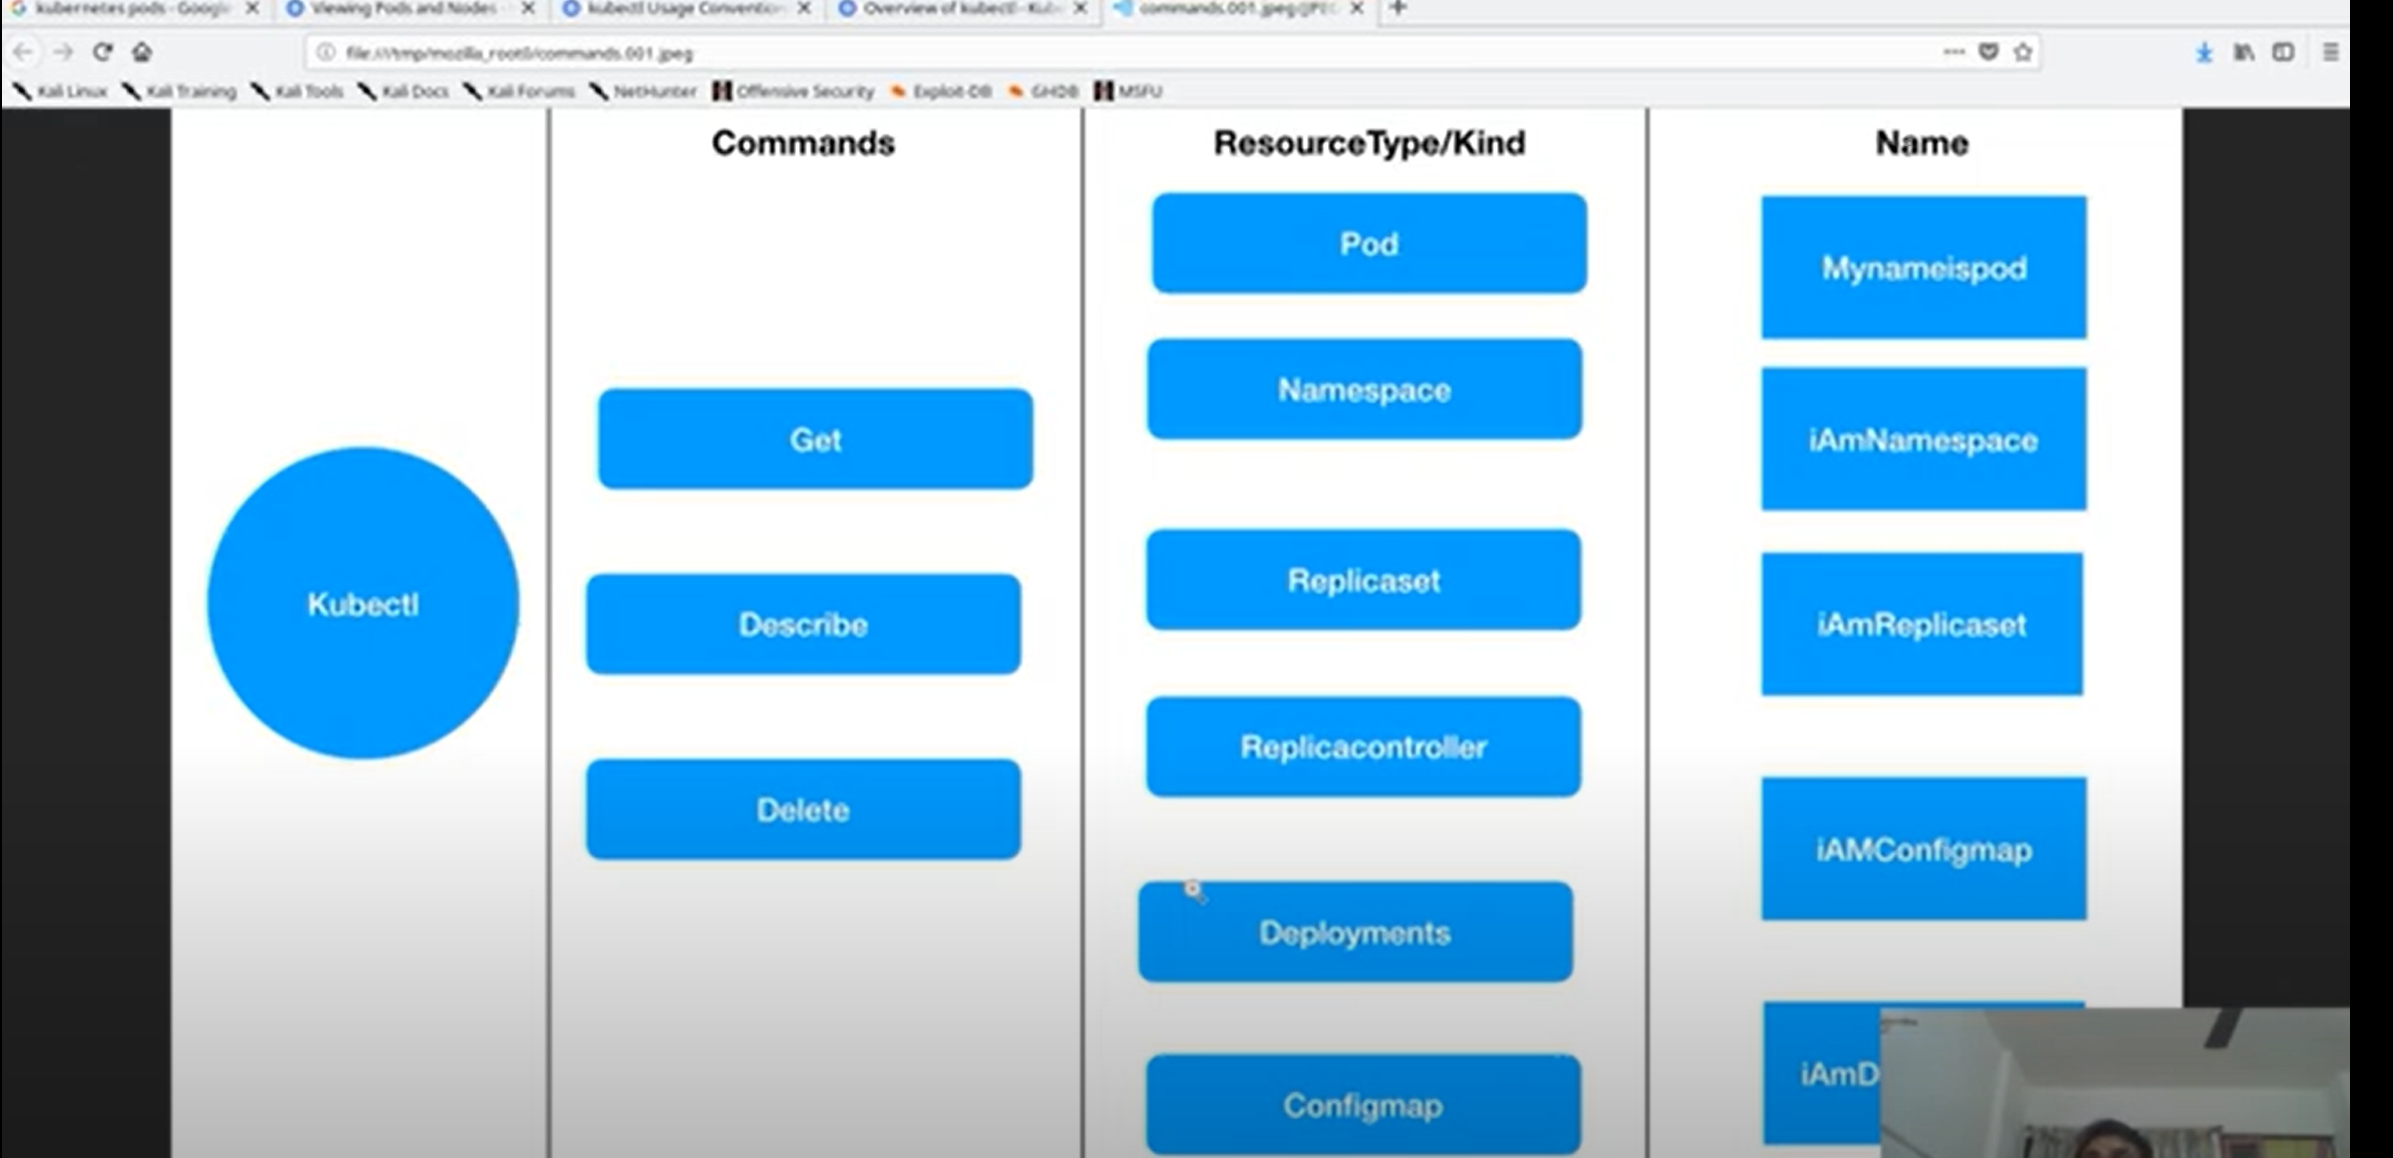 kubernetes pods - Google
Viewing Pods and Nodes
kubectl Usage Conventio
Overview of kubectl - Kub
commands.001.jpeg (JPEG
file:///tmp/mozilla_root0/commands.001.jpeg
Kali Linux
Kali Training
Kali Tools
Kali Docs
Kali Forums
NetHunter
Offensive Security
Exploit-DB
GHDB
MSFU
Commands
ResourceType/Kind
Name
Kubectl
Get
Describe
Delete
Pod
Namespace
Replicaset
Replicacontroller
Deployments
Configmap
Mynameispod
iAmNamespace
iAmReplicaset
iAMConfigmap
iAmD